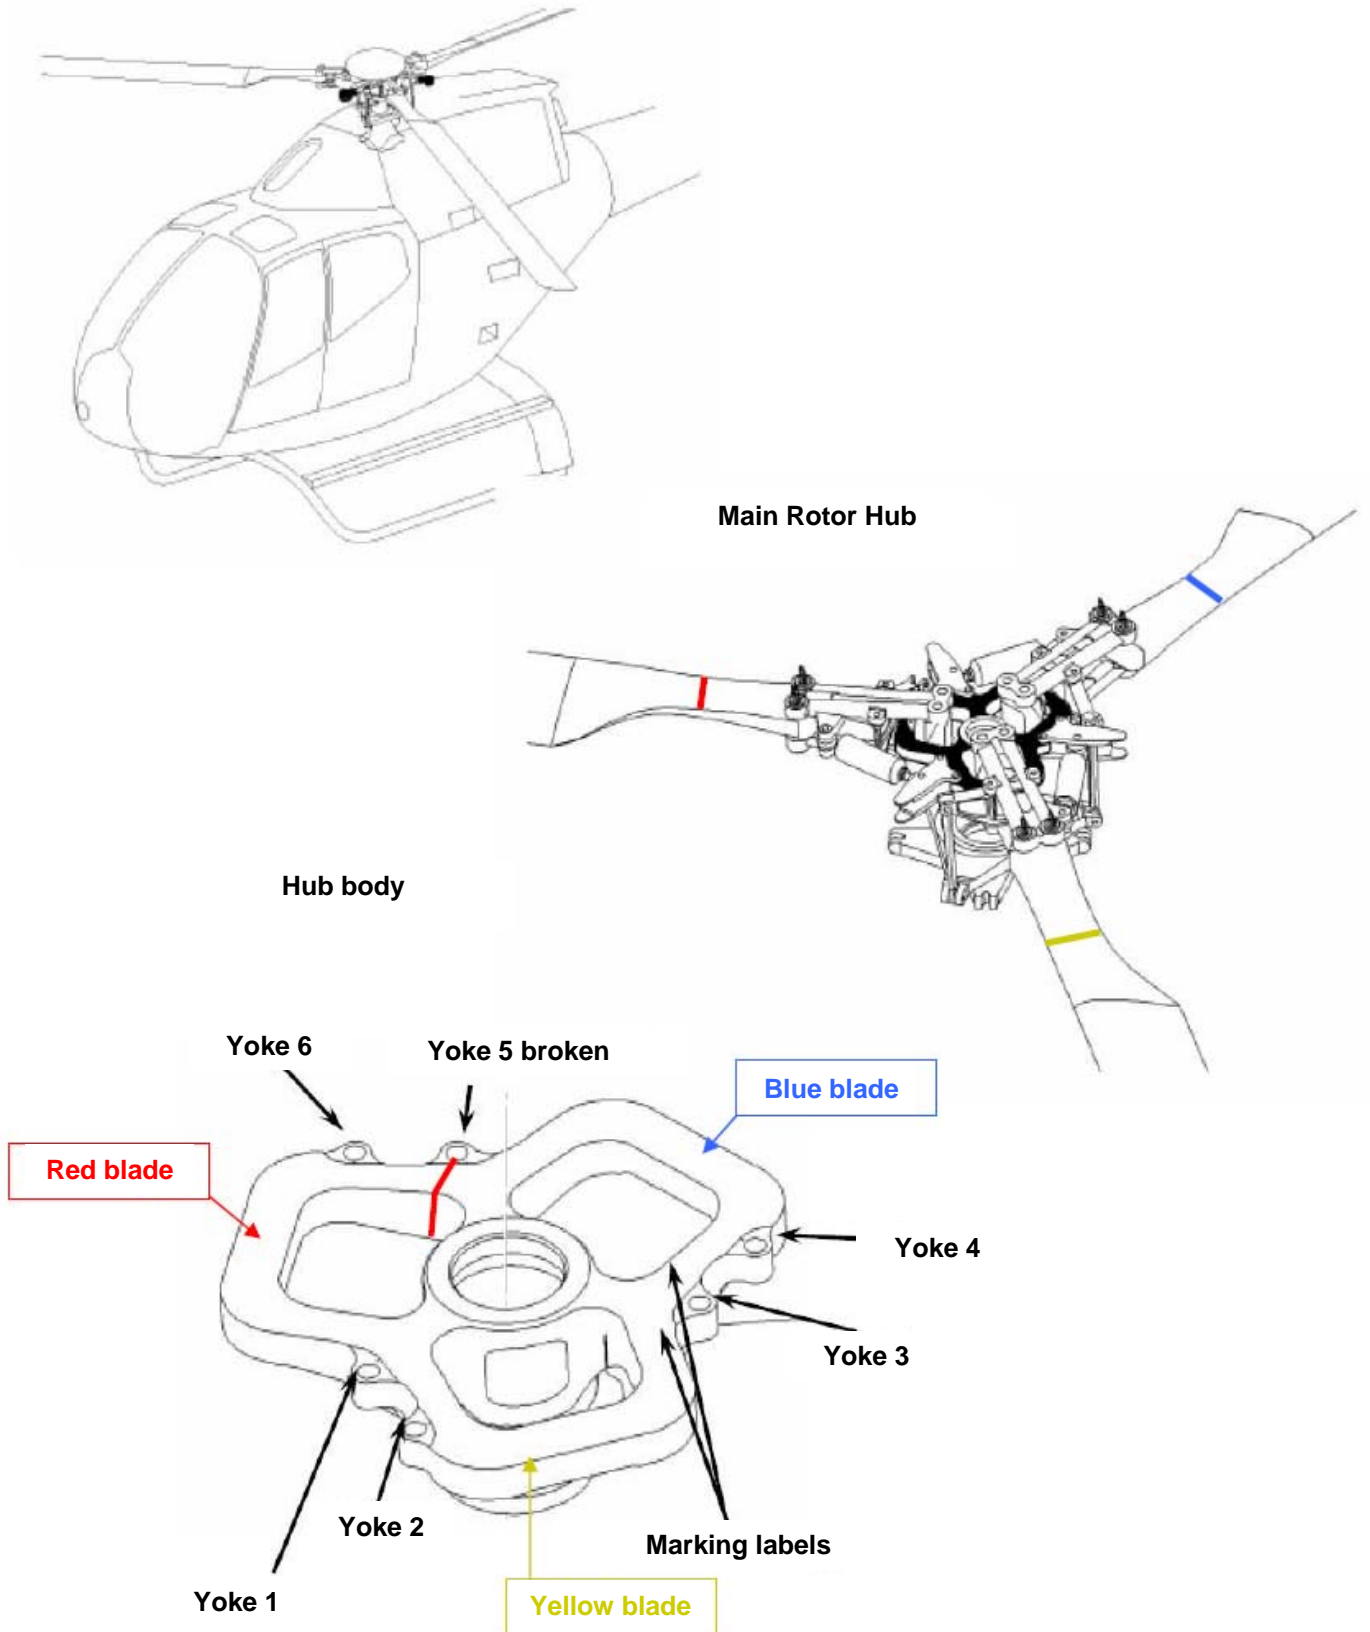 Main Rotor Hub
Hub body
Yoke 6
Yoke 5 broken
Blue blade
Red blade
Yoke 4
Yoke 3
Yoke 2
Marking labels
Yoke 1
Yellow blade